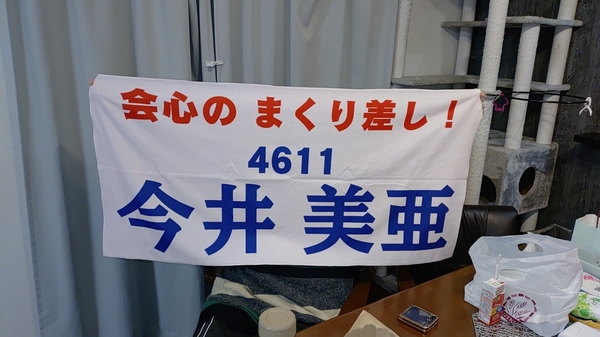 会心の まくり差し!
4611
今井 美亜